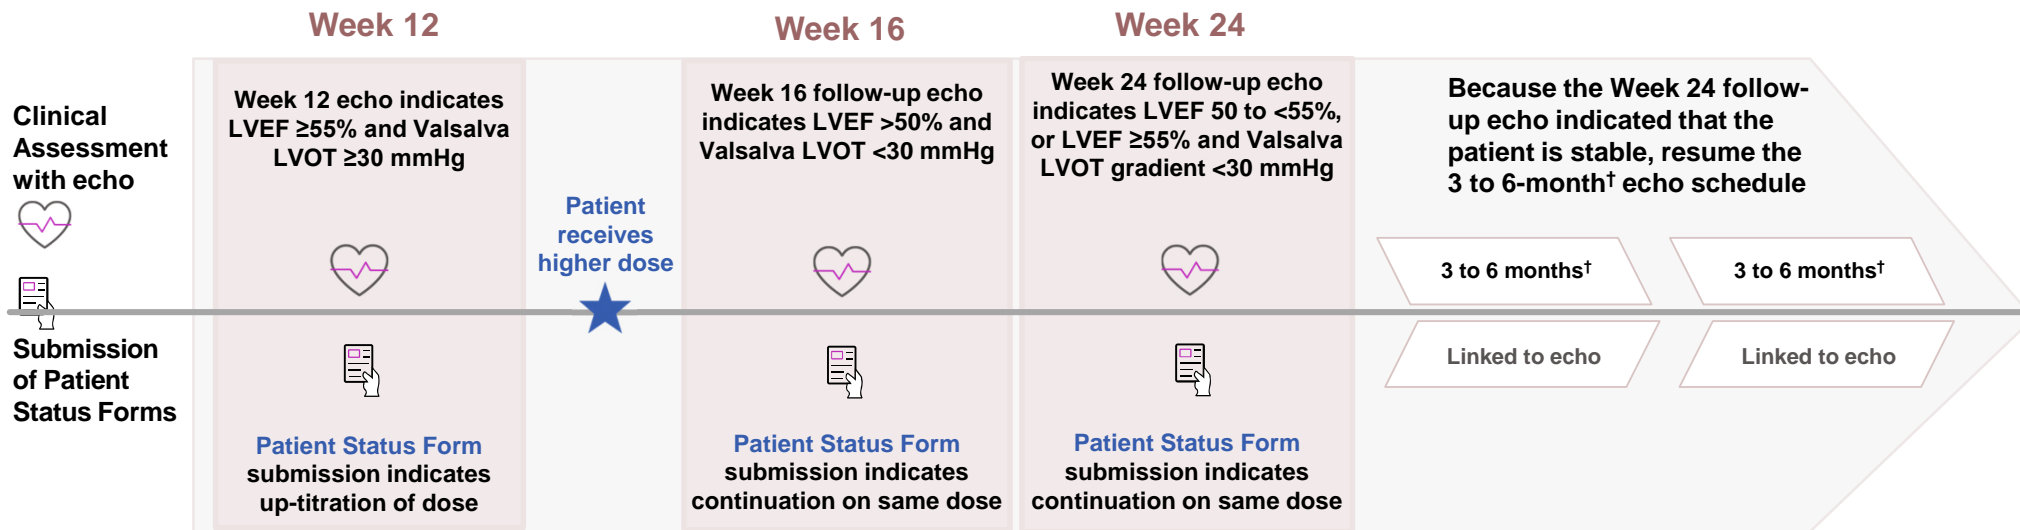 Week 12
Week 16
Week 24
Clinical
Assessment
with echo
Submission
of Patient
Status Forms
Week 12 echo indicates
LVEF ≥55% and Valsalva
LVOT ≥30 mmHg
Patient Status Form
submission indicates
up-titration of dose
Patient
receives
higher dose
Week 16 follow-up echo
indicates LVEF >50% and
Valsalva LVOT <30 mmHg
Patient Status Form
submission indicates
continuation on same dose
Week 24 follow-up echo
indicates LVEF 50 to <55%,
or LVEF ≥55% and Valsalva
LVOT gradient <30 mmHg
Patient Status Form
submission indicates
continuation on same dose
Because the Week 24 follow-
up echo indicated that the
patient is stable, resume the
3 to 6-month† echo schedule
3 to 6 months†
3 to 6 months†
Linked to echo
Linked to echo